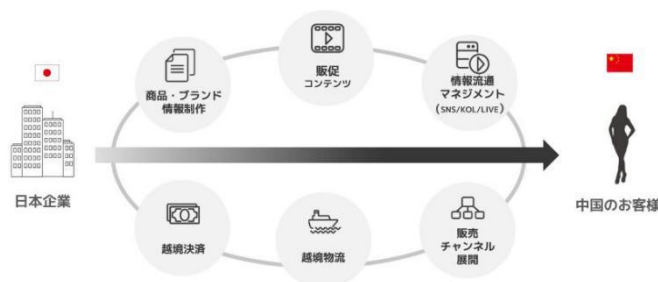 販促
コンテンツ
商品・ブランド
情報制作
情報流通
マネジメント
(SNS/KOL/LIVE)
日本企業
中国のお客様
越境決済
越境物流
販売
チャンネル
展開